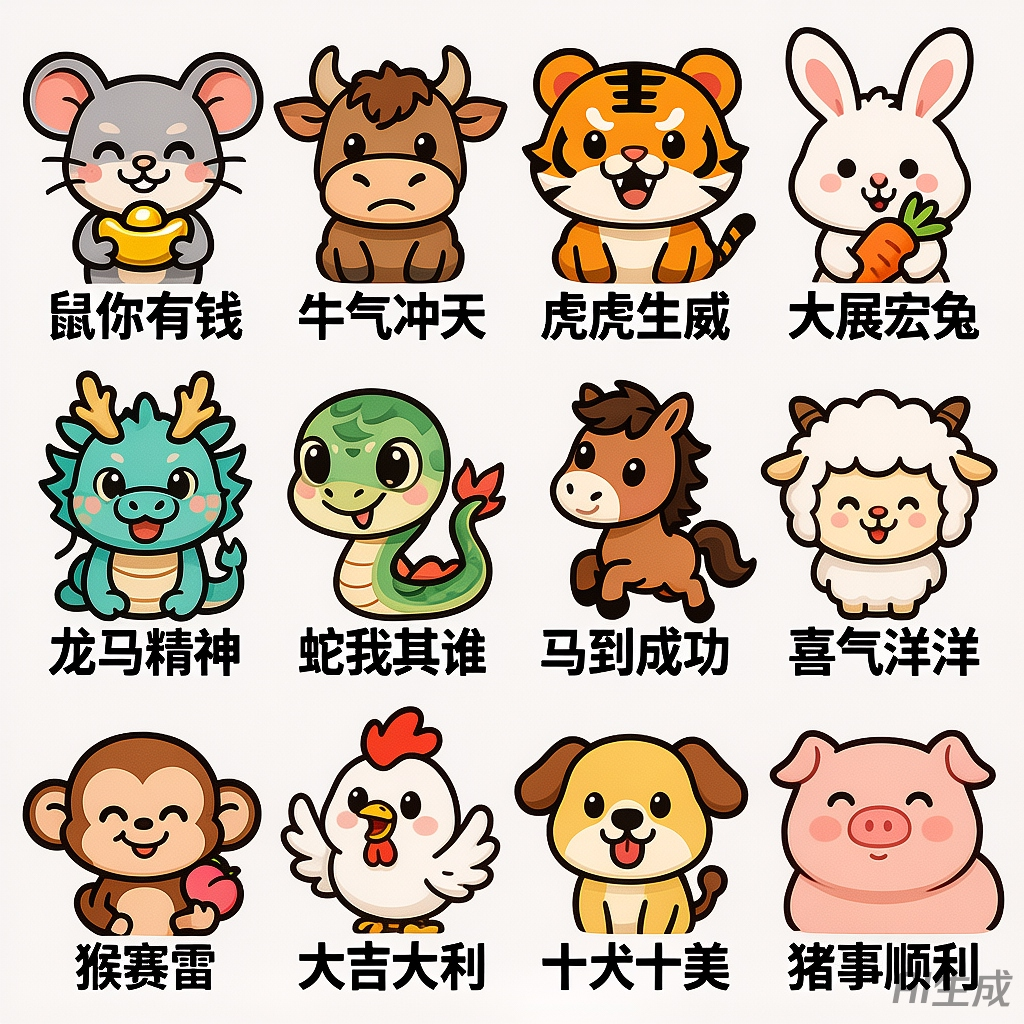 鼠你有钱
牛气冲天
虎虎生威
大展宏兔
龙马精神
蛇我其谁
马到成功
喜气洋洋
猴赛雷
大吉大利
十犬十美
猪事顺利
Hi生成